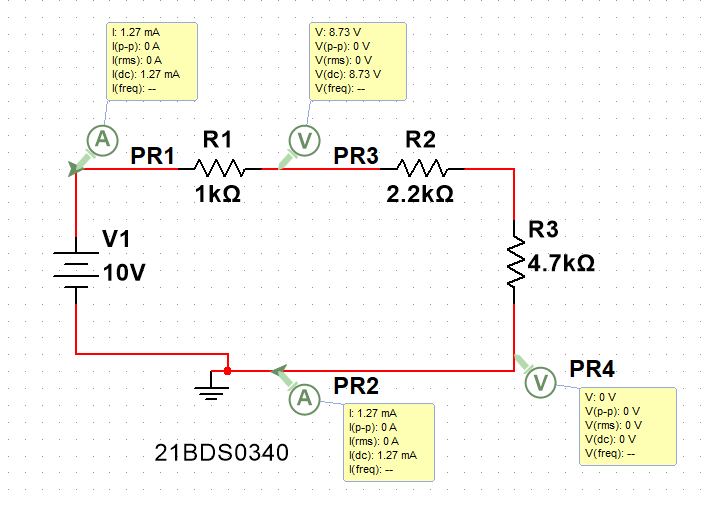 I: 1.27 mA
I(p-p): 0 A
I(rms): 0 A
I(dc): 1.27 mA
I(freq): --
V: 8.73 V
V(p-p): 0 V
V(rms): 0 V
V(dc): 8.73 V
V(freq): --
A
PR1
R1
1kΩ
V
PR3
R2
2.2kΩ
V1
10V
R3
4.7kΩ
PR2
A
I: 1.27 mA
I(p-p): 0 A
I(rms): 0 A
I(dc): 1.27 mA
I(freq): --
PR4
V
V: 0 V
V(p-p): 0 V
V(rms): 0 V
V(dc): 0 V
V(freq): --
21BDS0340